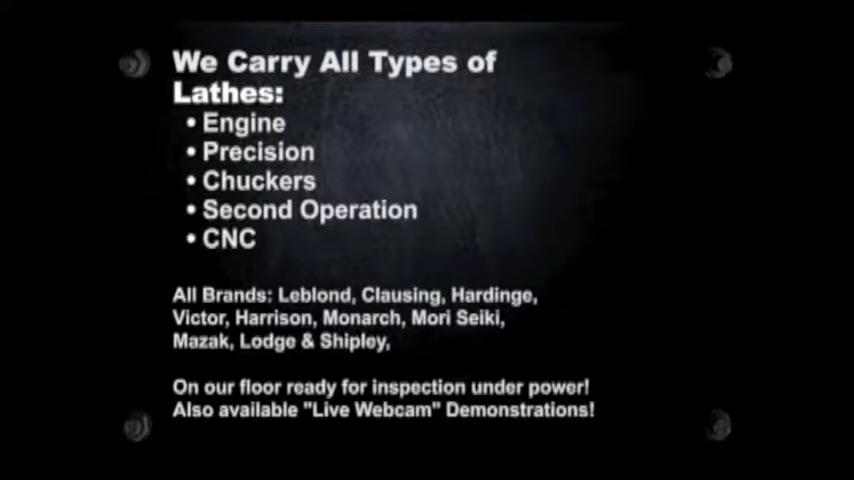 We Carry All Types of
Lathes:
• Engine
• Precision
• Chuckers
• Second Operation
• CNC
All Brands: Leblond, Clausing, Hardinge,
Victor, Harrison, Monarch, Mori Seiki,
Mazak, Lodge & Shipley,
On our floor ready for inspection under power!
Also available "Live Webcam" Demonstrations!